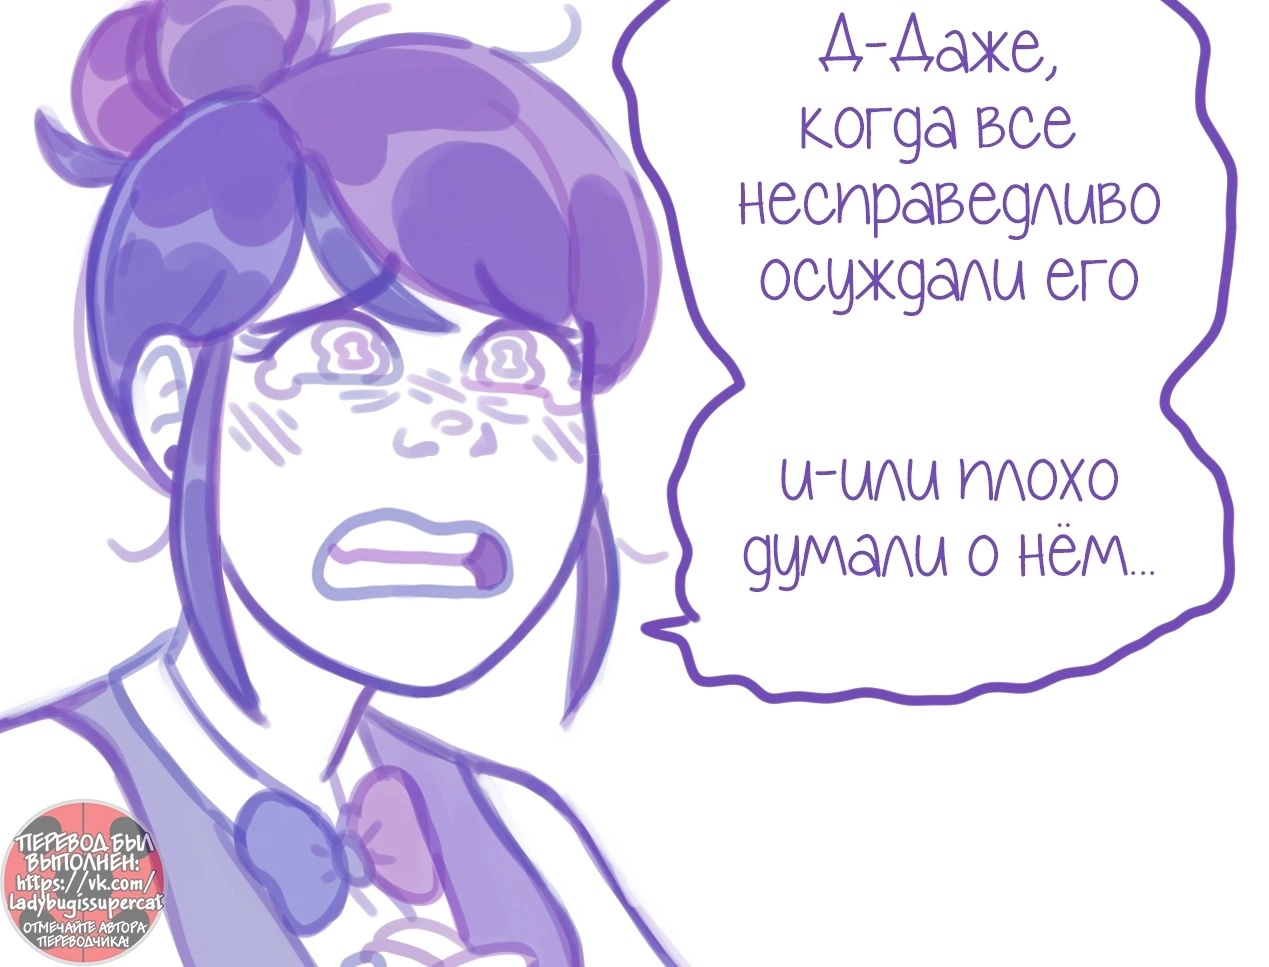 Д-Даже,
когда все
несправедливо
осуждали его
и-или плохо
думали о нём...
ПЕРЕВОД БЫЛ
ВЫПОЛНЕН:
https://vk.com/
ladybugissupercat
ОТМЕЧАЙТЕ АВТОРА
ПЕРЕВОДЧИКА!